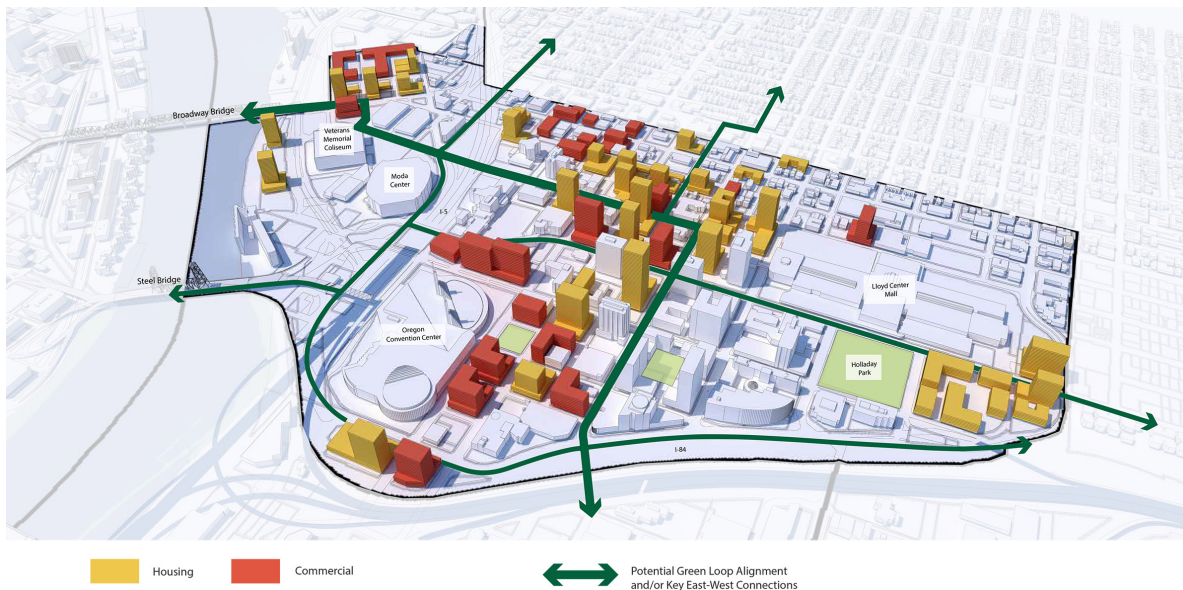 Broadway Bridge
Veterans
Memorial
Coliseum
Moda
Center
I-5
Steel Bridge
Lloyd Center
Mall
Oregon
Convention Center
Holladay
Park
I-84
Housing
Commercial
Potential Green Loop Alignment
and/or Key East-West Connections